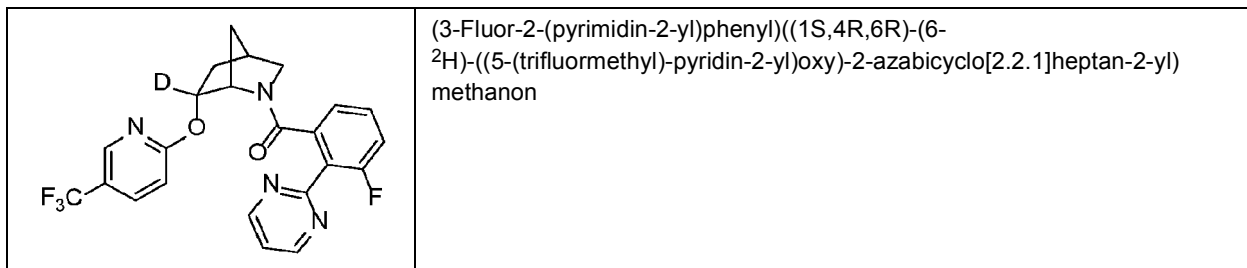 (3-Fluor-2-(pyrimidin-2-yl)phenyl)((1S,4R,6R)-(6-
²H)-((5-(trifluormethyl)-pyridin-2-yl)oxy)-2-azabicyclo[2.2.1]heptan-2-yl)
methanon
D
N
O
N
O
F₃C
N
N
F